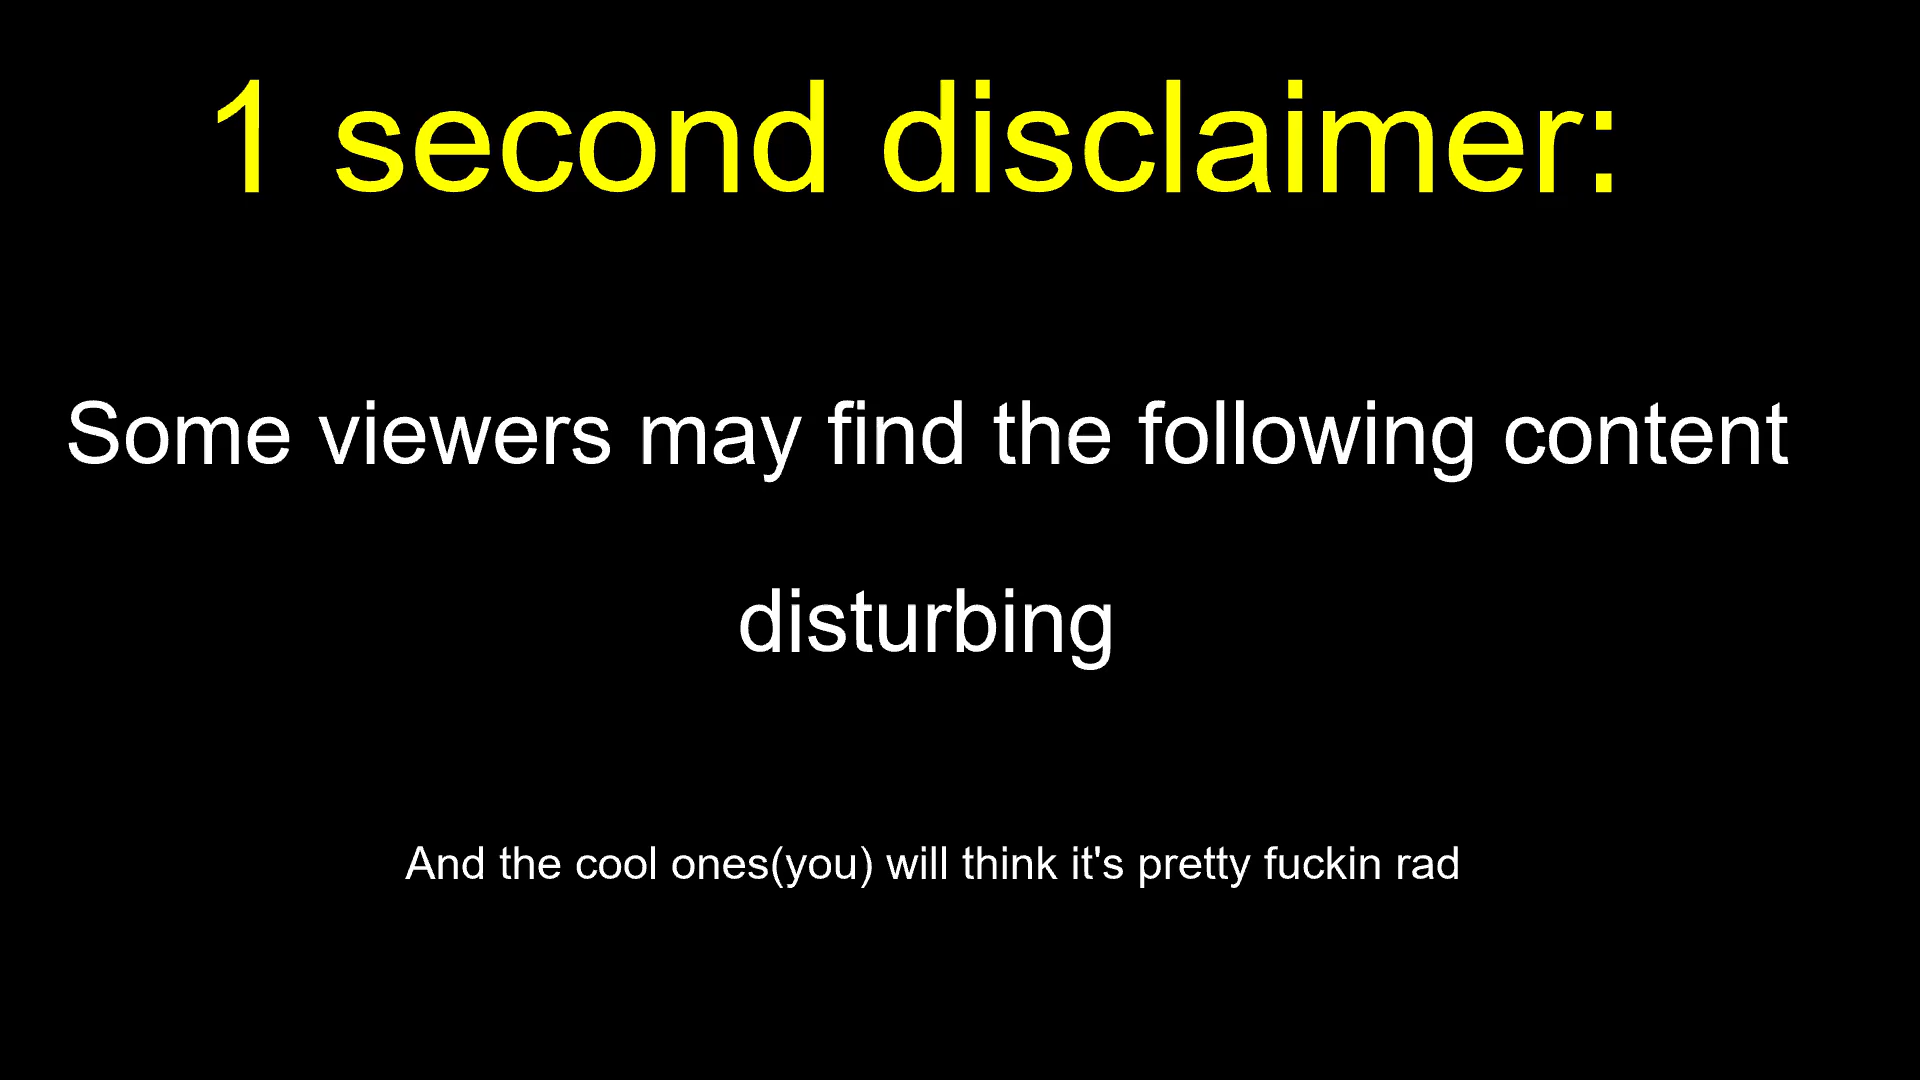 1 second disclaimer:
Some viewers may find the following content
disturbing
And the cool ones(you) will think it's pretty fuckin rad